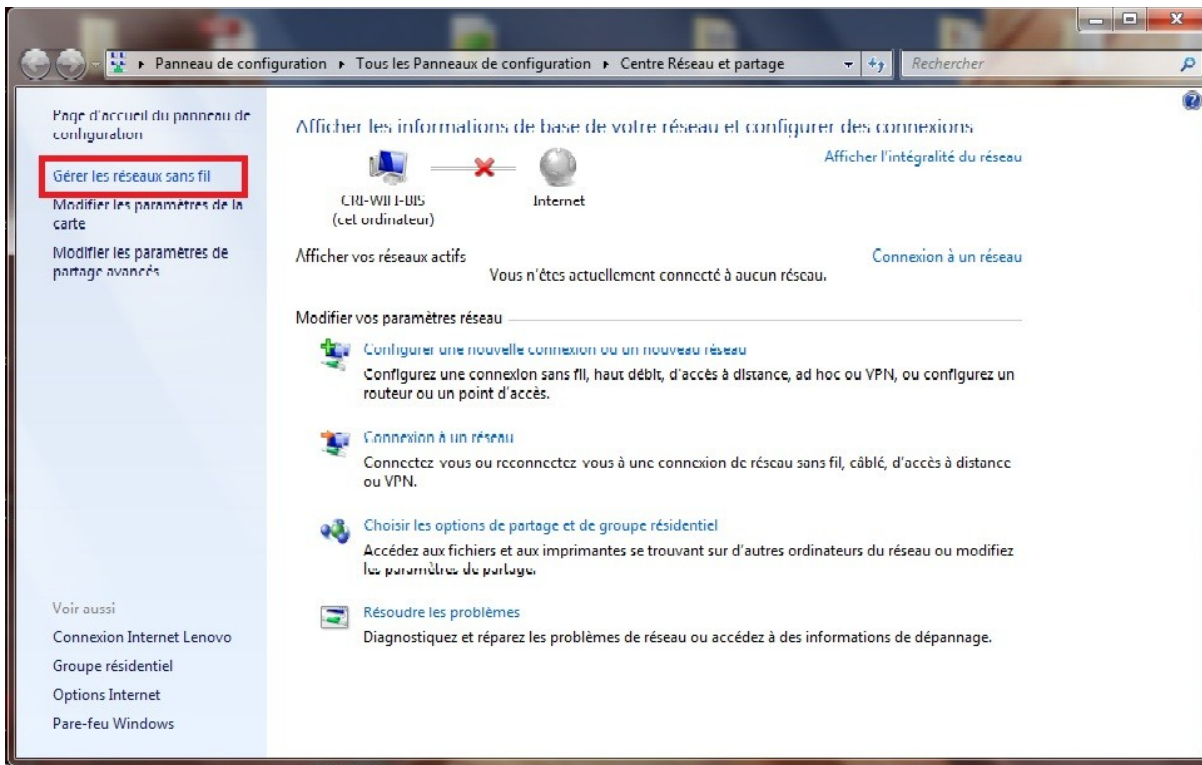 Panneau de configuration ▸ Tous les Panneaux de configuration ▸ Centre Réseau et partage
Rechercher
Page d'accueil du panneau de
configuration
Gérer les réseaux sans fil
Modifier les paramètres de la
carte
Modifier les paramètres de
partage avancés
Voir aussi
Connexion Internet Lenovo
Groupe résidentiel
Options Internet
Pare-feu Windows
Afficher les informations de base de votre réseau et configurer des connexions
Afficher l'intégralité du réseau
CRI-WIFI-BIS
(cet ordinateur)
Internet
Afficher vos réseaux actifs
Connexion à un réseau
Vous n'êtes actuellement connecté à aucun réseau.
Modifier vos paramètres réseau
Configurer une nouvelle connexion ou un nouveau réseau
Configurez une connexion sans fil, haut débit, d'accès à distance, ad hoc ou VPN, ou configurez un
routeur ou un point d'accès.
Connexion à un réseau
Connectez-vous ou reconnectez-vous à une connexion de réseau sans fil, câblé, d'accès à distance
ou VPN.
Choisir les options de partage et de groupe résidentiel
Accédez aux fichiers et aux imprimantes se trouvant sur d'autres ordinateurs du réseau ou modifiez
les paramètres de partage.
Résoudre les problèmes
Diagnostiquez et réparez les problèmes de réseau ou accédez à des informations de dépannage.